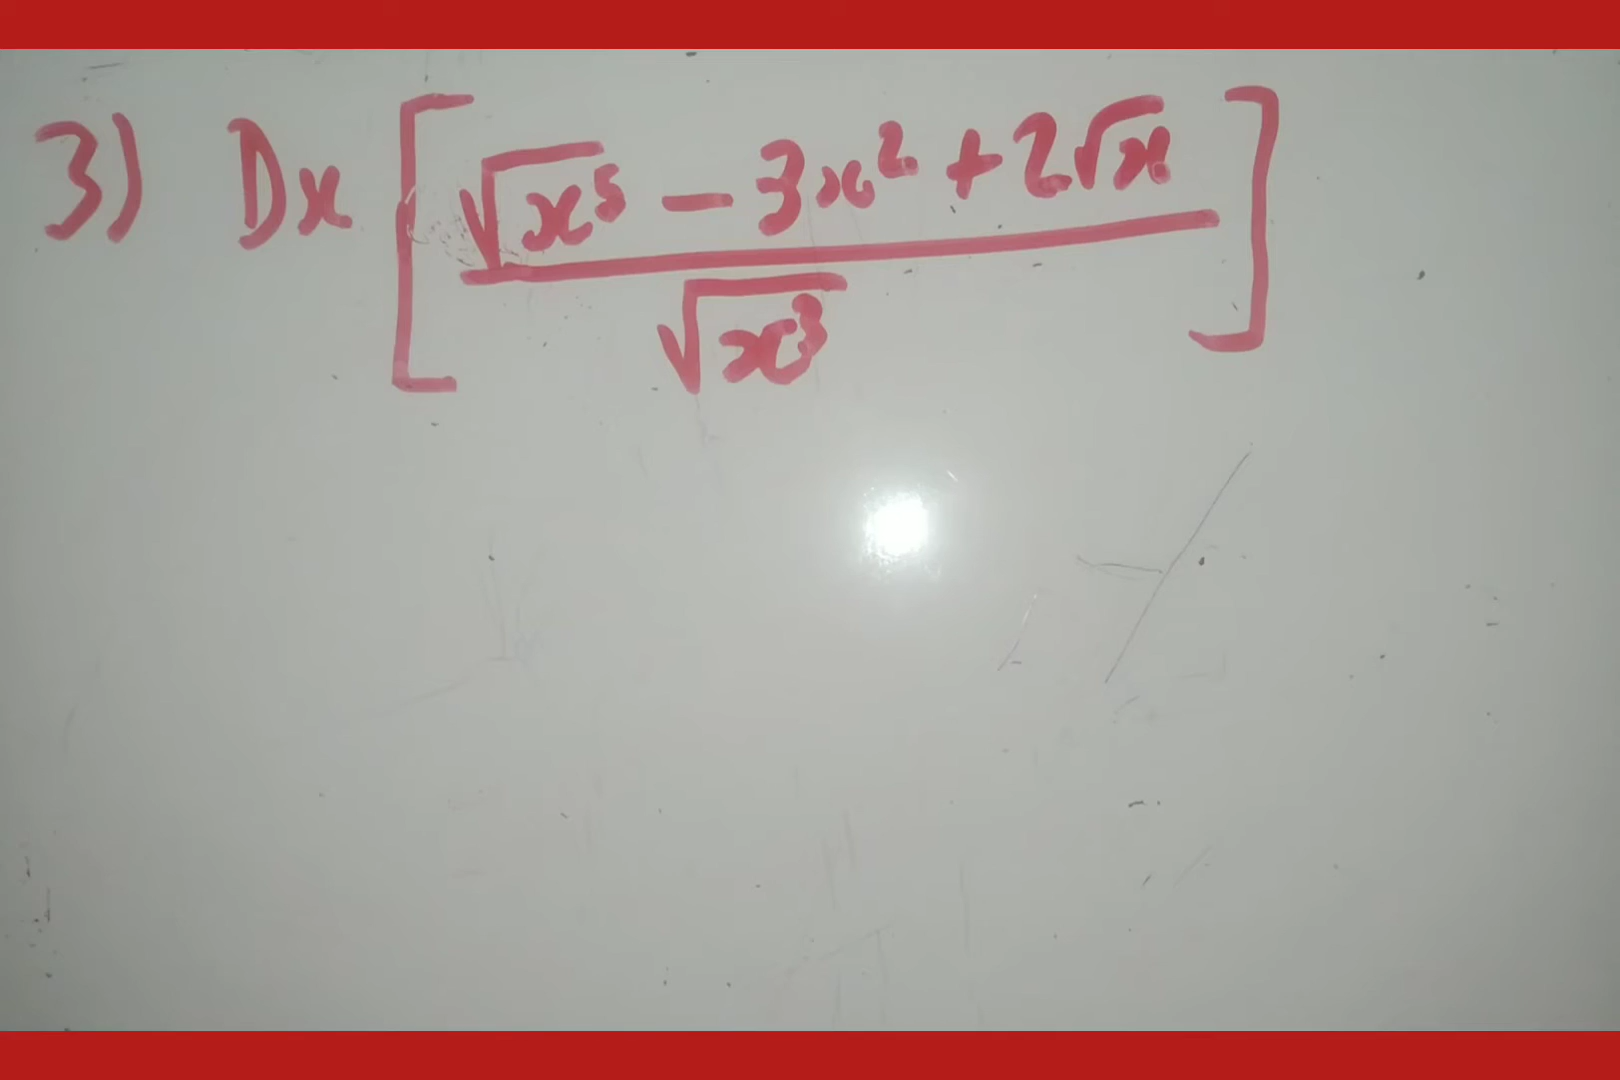 3) Dx [ (√x⁵ − 3x² + 2√x) / √x³ ]